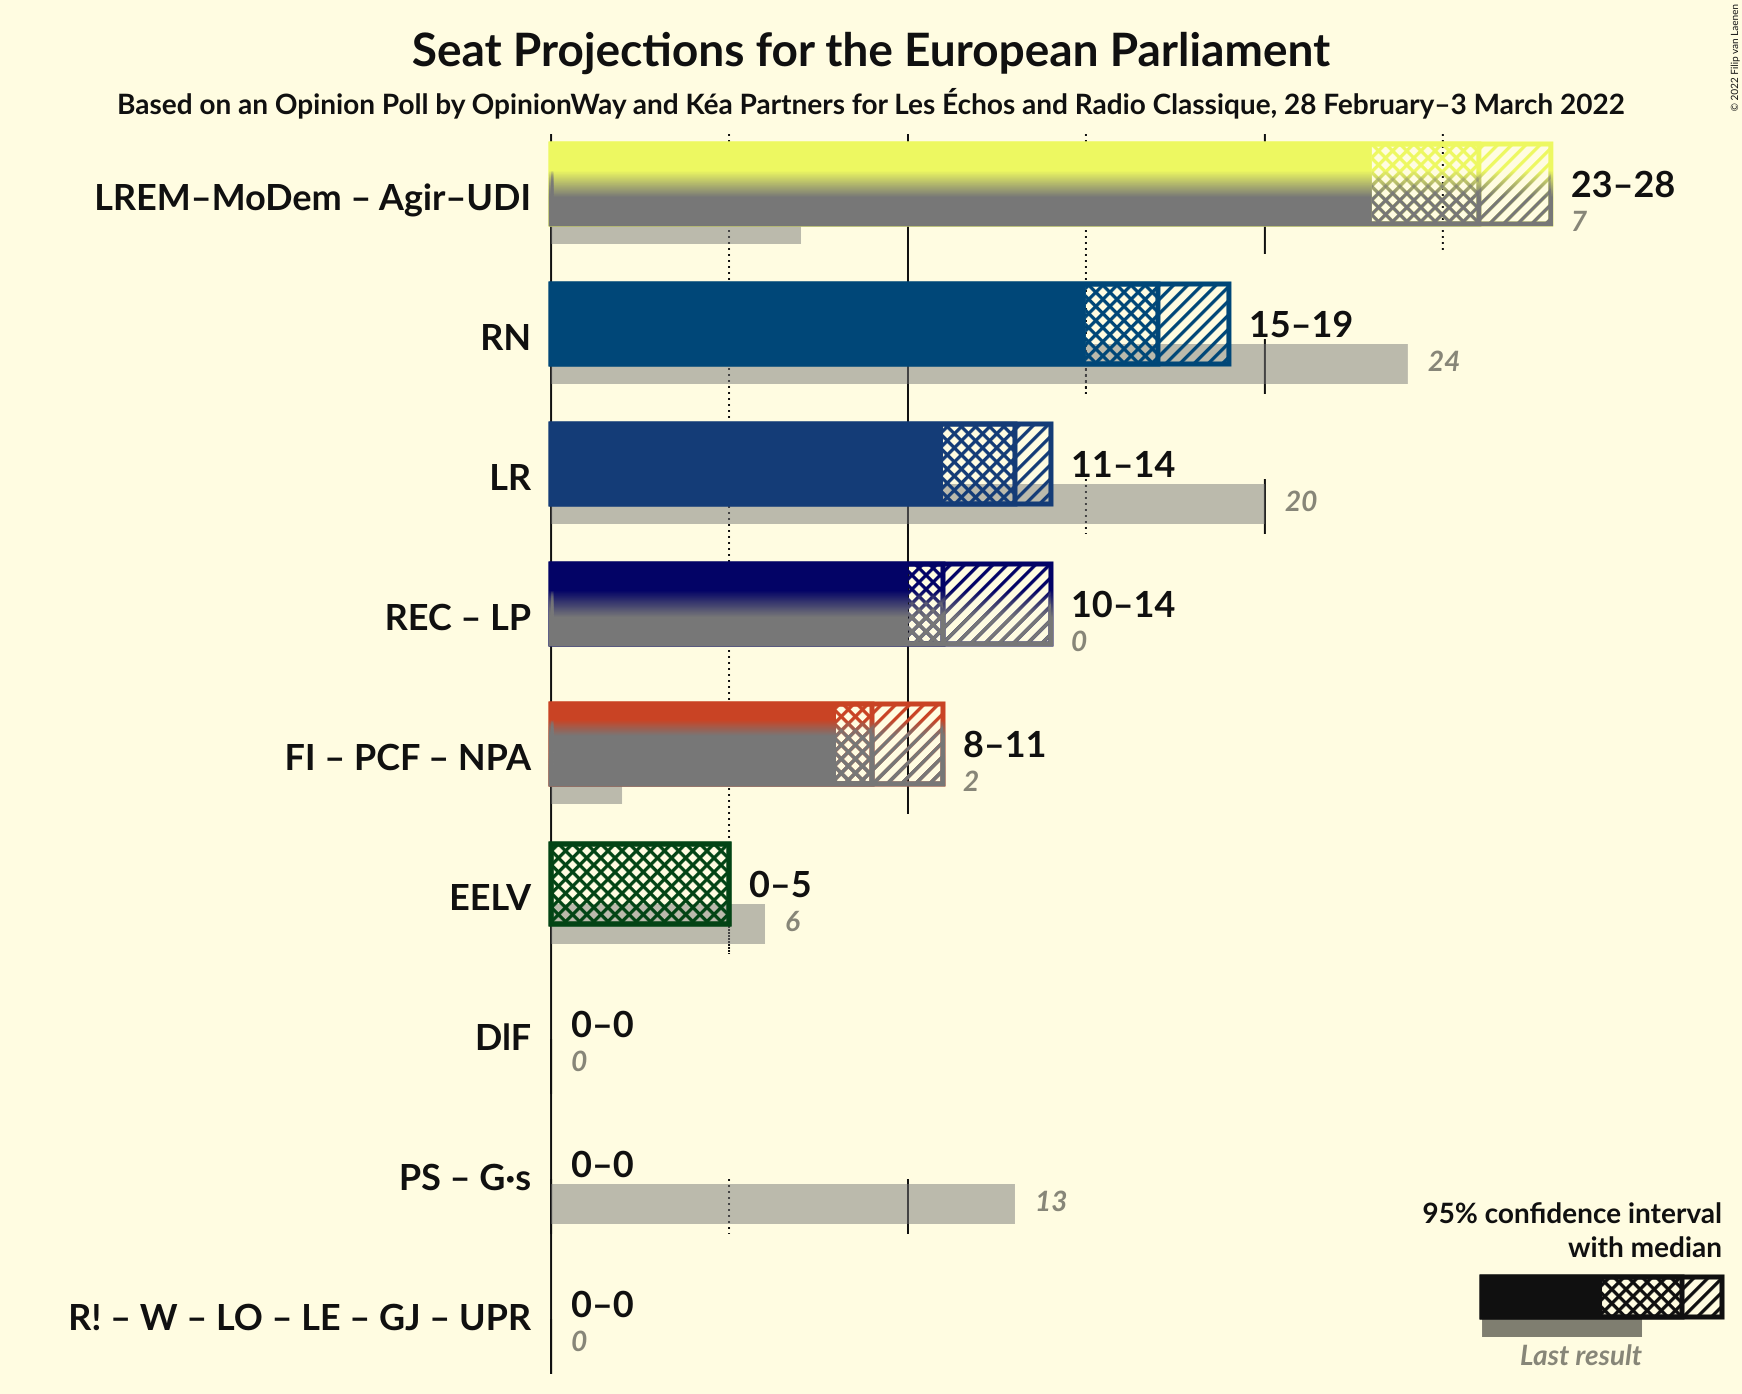 Seat Projections for the European Parliament
Based on an Opinion Poll by OpinionWay and Kéa Partners for Les Échos and Radio Classique, 28 February–3 March 2022
© 2022 Filip van Laenen
LREM–MoDem – Agir–UDI
23–28
7
RN
15–19
24
LR
11–14
20
REC – LP
10–14
0
FI – PCF – NPA
8–11
2
EELV
0–5
6
DlF
0–0
0
PS – G·s
0–0
13
R! – W – LO – LE – GJ – UPR
0–0
0
95% confidence interval
with median
Last result